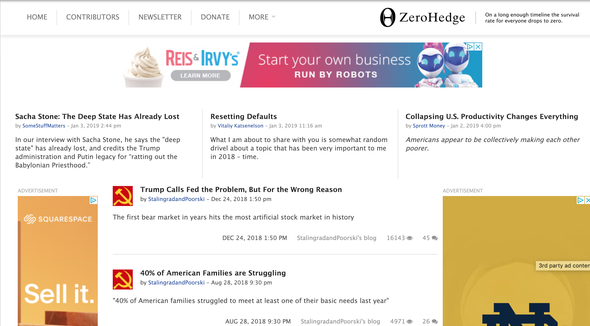 HOME CONTRIBUTORS NEWSLETTER DONATE MORE
ZeroHedge
On a long enough timeline the survival
rate for everyone drops to zero.
REIS & IRVY'S
LEARN MORE
Start your own business
RUN BY ROBOTS
Sacha Stone: The Deep State Has Already Lost
by SomeStuffMatters - Jan 3, 2019 2:44 pm
In our interview with Sacha Stone, he says the "deep
state" has already lost, and credits the Trump
administration and Putin legacy for "ratting out the
Babylonian Priesthood."
Resetting Defaults
by Vitaliy Katsenelson - Jan 3, 2019 11:16 am
What I am about to share with you is somewhat random
drivel about a topic that has been very important to me
in 2018 – time.
Collapsing U.S. Productivity Changes Everything
by Sprott Money - Jan 2, 2019 4:00 pm
Americans appear to be collectively making each other
poorer.
ADVERTISEMENT
SQUARESPACE
Sell it.
Trump Calls Fed the Problem, But For the Wrong Reason
by StalingradandPoorski - Dec 24, 2018 1:50 pm
The first bear market in years hits the most artificial stock market in history
DEC 24, 2018 1:50 PM StalingradandPoorski's blog 16143 45
40% of American Families are Struggling
by StalingradandPoorski - Aug 28, 2018 9:30 pm
"40% of American families struggled to meet at least one of their basic needs last year"
AUG 28, 2018 9:30 PM StalingradandPoorski's blog 4971 26
ADVERTISEMENT
3rd party ad conten